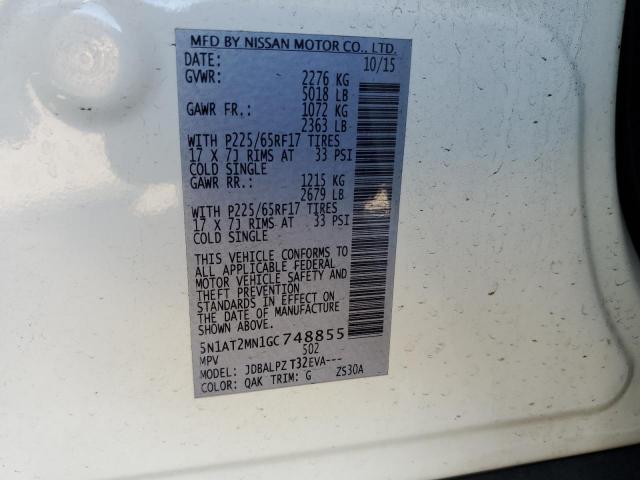 MFD BY NISSAN MOTOR CO., LTD.
DATE: 10/15
GVWR: 2276 KG
5018 LB
GAWR FR.: 1072 KG
2363 LB
WITH P225/65RF17 TIRES
17 X 7J RIMS AT 33 PSI
COLD SINGLE
GAWR RR.: 1215 KG
2679 LB
WITH P225/65RF17 TIRES
17 X 7J RIMS AT 33 PSI
COLD SINGLE
THIS VEHICLE CONFORMS TO
ALL APPLICABLE FEDERAL
MOTOR VEHICLE SAFETY AND
THEFT PREVENTION
STANDARDS IN EFFECT ON
THE DATE OF MANUFACTURE
SHOWN ABOVE.
5N1AT2MN1GC748855
MPV 502
MODEL: JDBALPZ T32EVA---
COLOR: QAK TRIM: G ZS30A